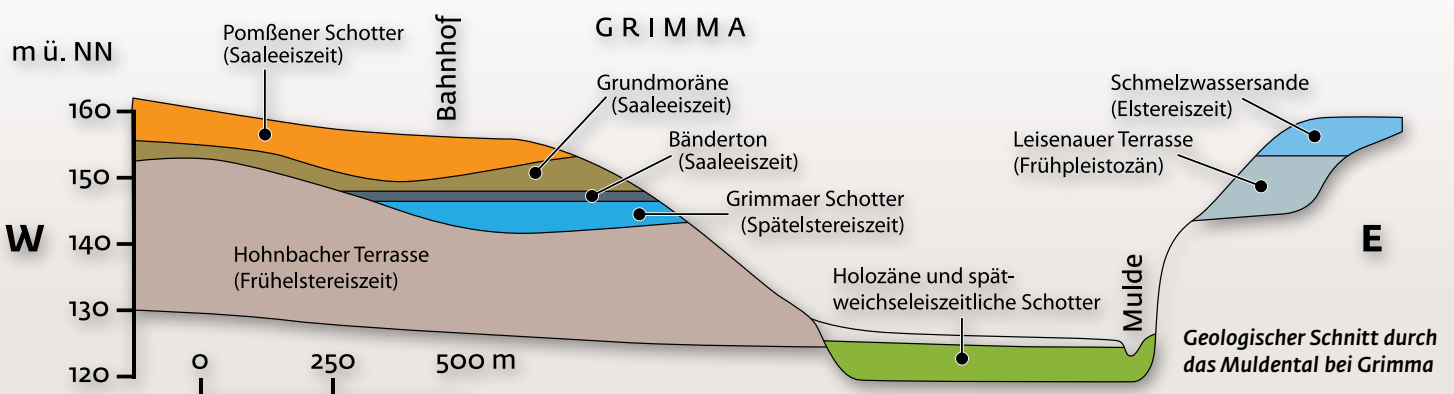 GRIMMA
m ü. NN
Pomßener Schotter
(Saaleeiszeit)
Bahnhof
Grundmoräne
(Saaleeiszeit)
Bänderton
(Saaleeiszeit)
Grimmaer Schotter
(Spätelstereiszeit)
Schmelzwassersande
(Elstereiszeit)
Leisenauer Terrasse
(Frühpleistozän)
160
150
140
130
120
W
E
Hohnbacher Terrasse
(Frühelstereiszeit)
Holozäne und spät-
weichseleiszeitliche Schotter
Mulde
0
250
500 m
Geologischer Schnitt durch
das Muldental bei Grimma